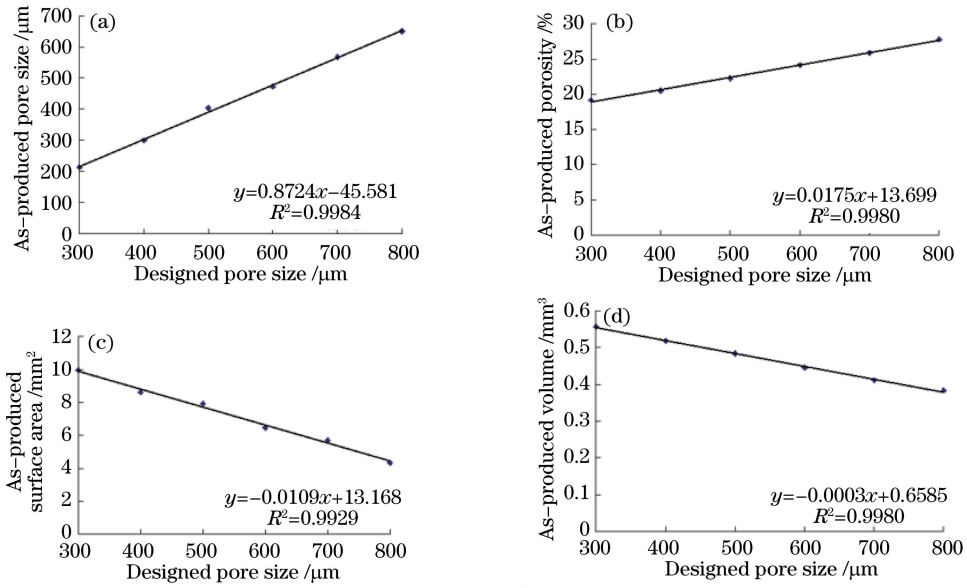 (a)
As-produced pore size /μm
700
600
500
400
300
200
100
0
y=0.8724x-45.581
R²=0.9984
300 400 500 600 700 800
Designed pore size /μm
(b)
As-produced porosity /%
30
25
20
15
10
5
0
y=0.0175x+13.699
R²=0.9980
300 400 500 600 700 800
Designed pore size /μm
(c)
As-produced
surface area /mm²
12
10
8
6
4
2
0
y=-0.0109x+13.168
R²=0.9929
300 400 500 600 700 800
Designed pore size /μm
(d)
As-produced volume /mm³
0.6
0.5
0.4
0.3
0.2
0.1
0
y=-0.0003x+0.6585
R²=0.9980
300 400 500 600 700 800
Designed pore size /μm